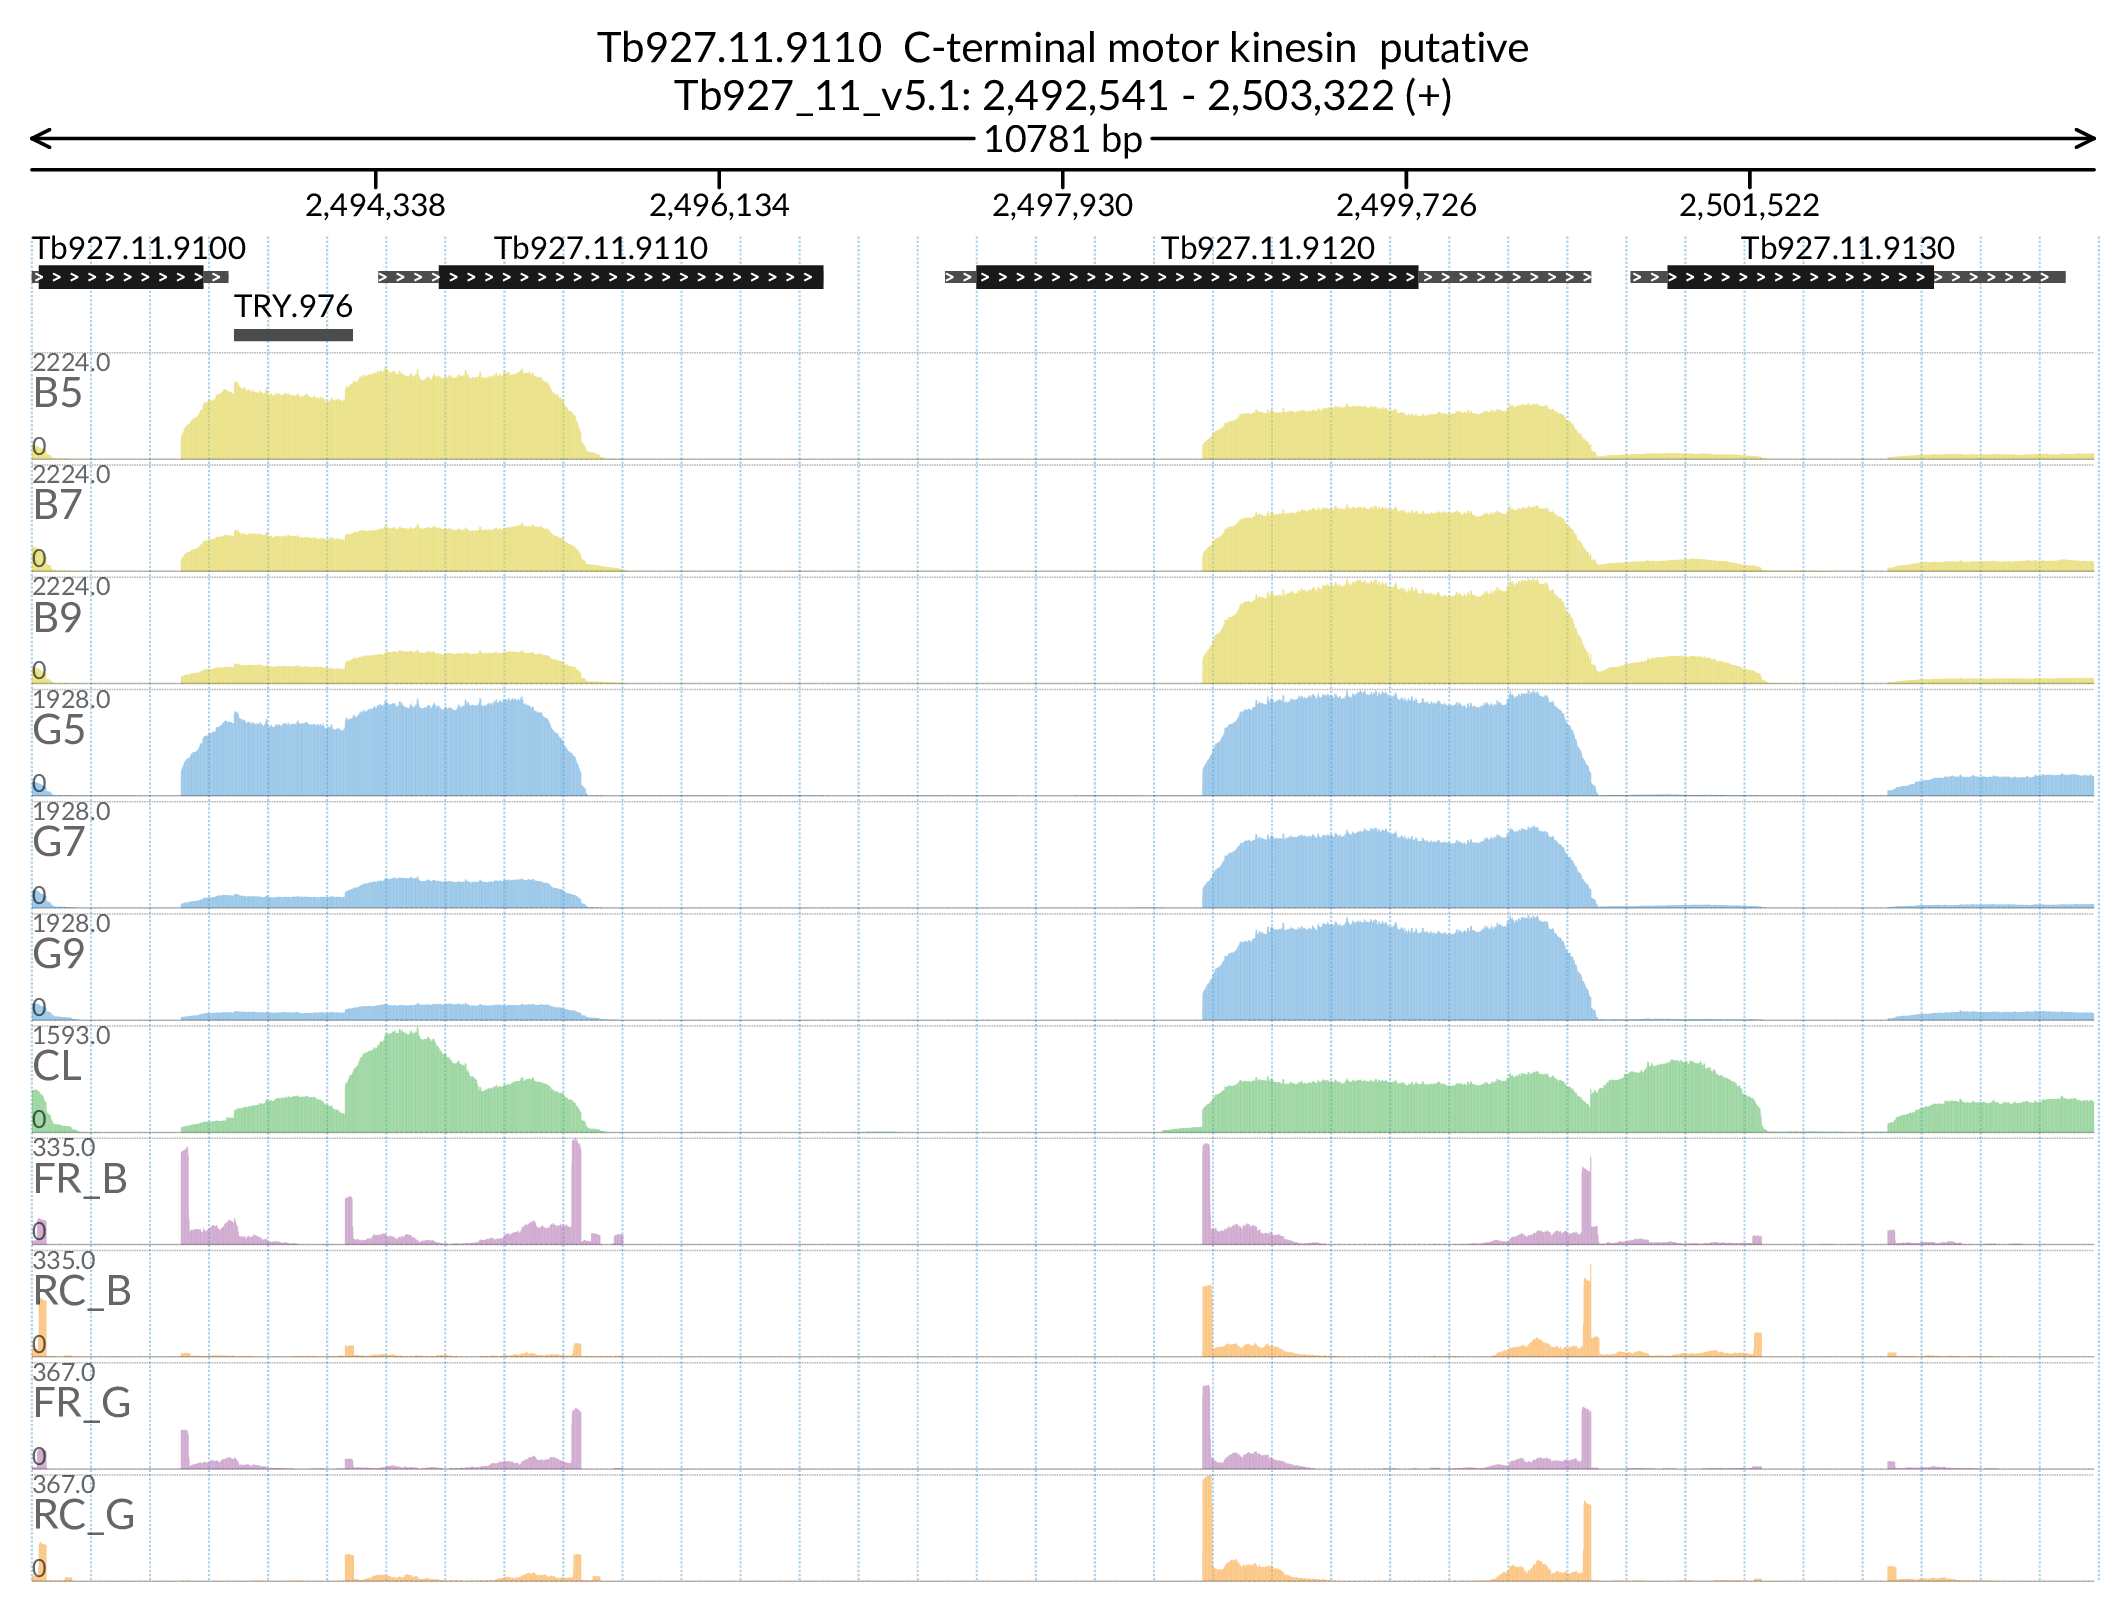 Tb927.11.9110 C-terminal motor kinesin putative
Tb927_11_v5.1: 2,492,541 - 2,503,322 (+)
10781 bp
2,494,338 2,496,134 2,497,930 2,499,726 2,501,522
Tb927.11.9100 Tb927.11.9110 Tb927.11.9120 Tb927.11.9130
TRY.976
2224.0
B5
0
2224.0
B7
0
2224.0
B9
0
1928.0
G5
0
1928.0
G7
0
1928.0
G9
0
1593.0
CL
0
335.0
FR_B
0
335.0
RC_B
0
367.0
FR_G
0
367.0
RC_G
0